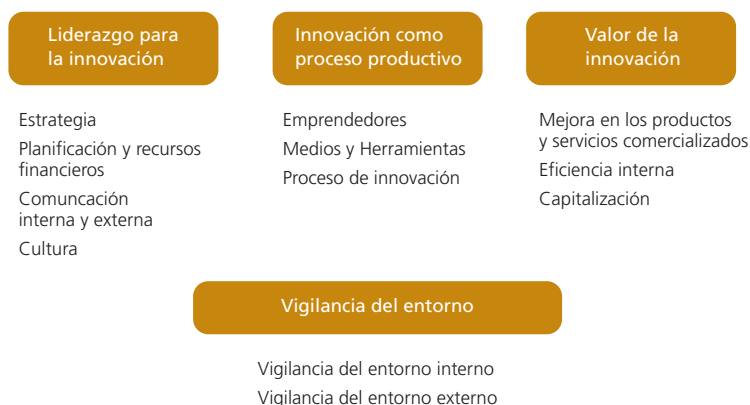 Liderazgo para
la innovación
Estrategia
Planificación y recursos
financieros
Comuncación
interna y externa
Cultura
Innovación como
proceso productivo
Emprendedores
Medios y Herramientas
Proceso de innovación
Valor de la
innovación
Mejora en los productos
y servicios comercializados
Eficiencia interna
Capitalización
Vigilancia del entorno
Vigilancia del entorno interno
Vigilancia del entorno externo